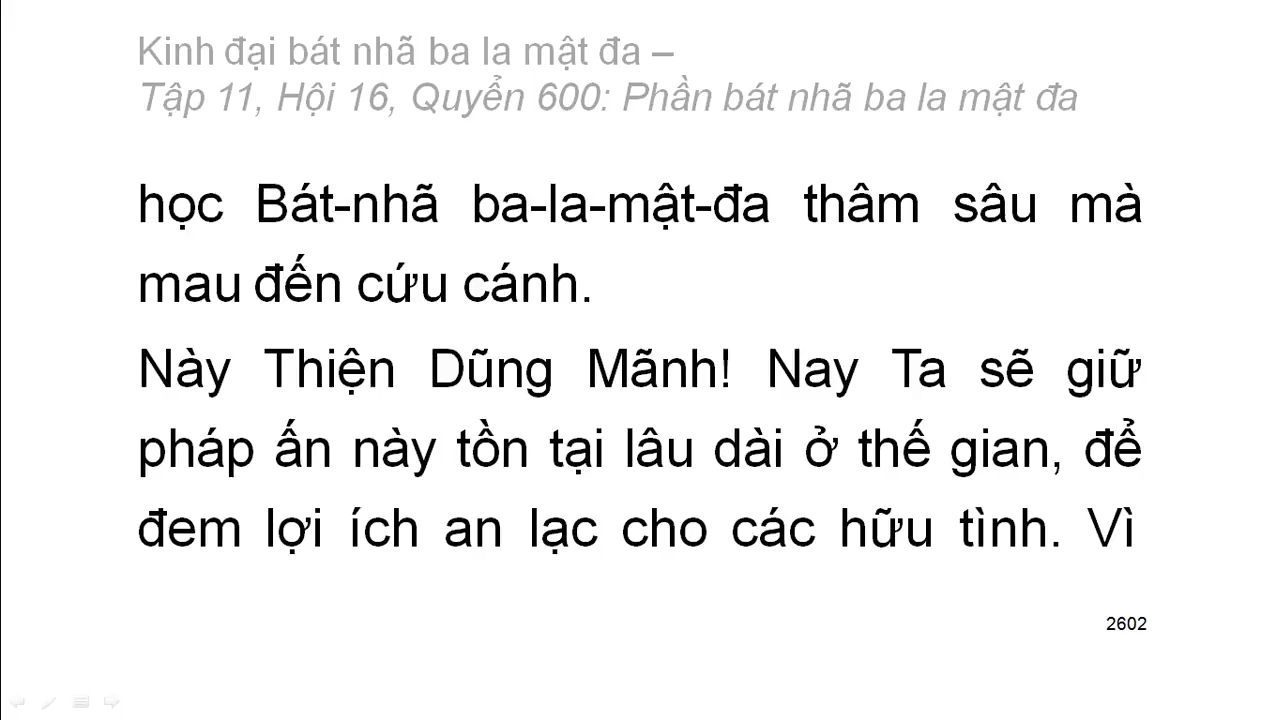 Kinh đại bát nhã ba la mật đa –
Tập 11, Hội 16, Quyển 600: Phần bát nhã ba la mật đa
học Bát-nhã ba-la-mật-đa thâm sâu mà
mau đến cứu cánh.
Này Thiện Dũng Mãnh! Nay Ta sẽ giữ
pháp ấn này tồn tại lâu dài ở thế gian, để
đem lợi ích an lạc cho các hữu tình. Vì
2602